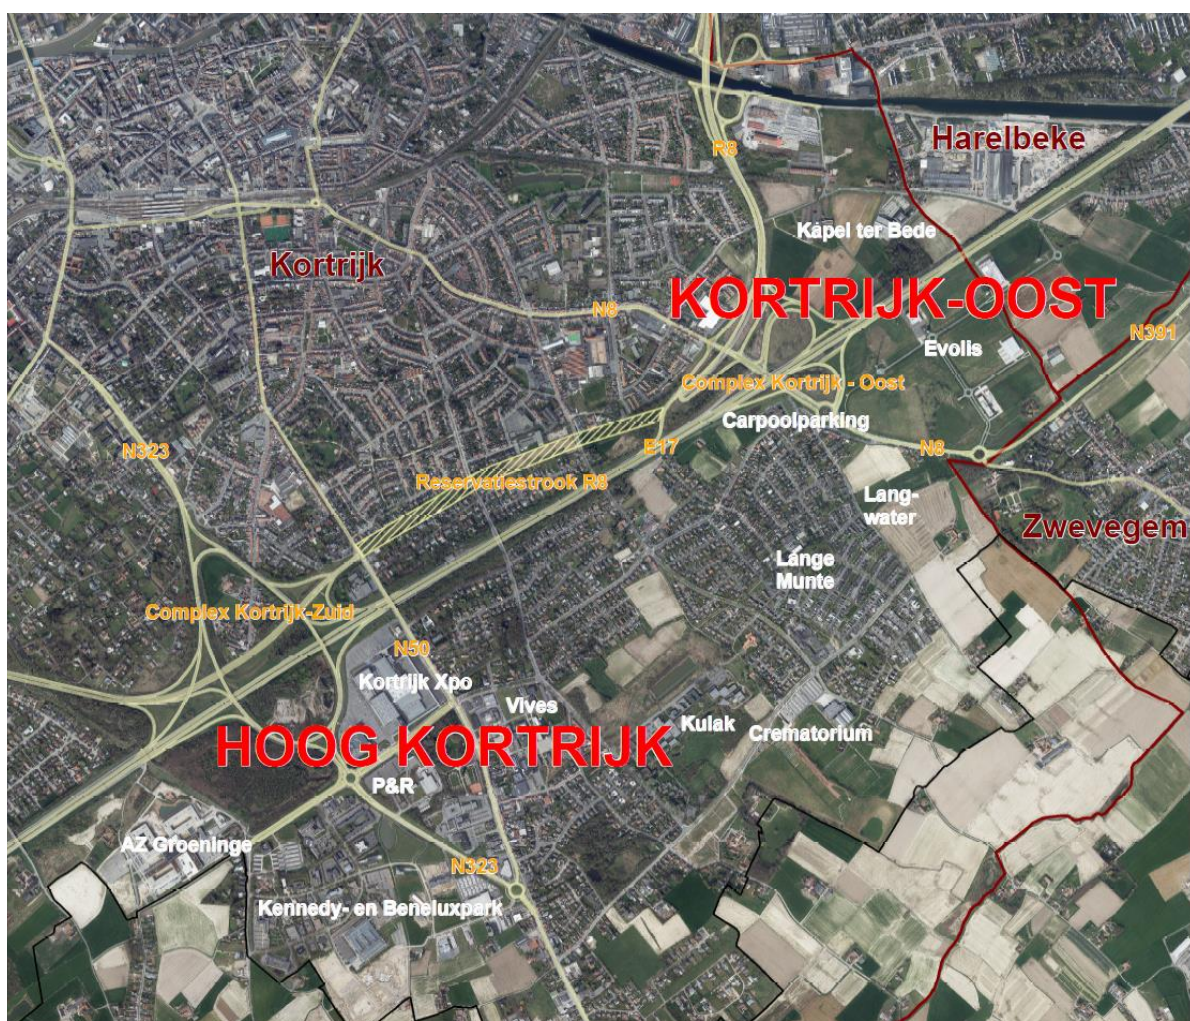 R8
Harelbeke
Kapel ter Bede
Kortrijk
KORTRIJK-OOST
N8
N391
Evolis
Complex Kortrijk - Oost
Carpoolparking
N323
E17
N8
Reservatiestrook R8
Lang-
water
Zwevegem
Lange
Munte
Complex Kortrijk-Zuid
N50
Kortrijk Xpo
Vives
Kulak
Crematorium
HOOG KORTRIJK
P&R
AZ Groeninge
N323
Kennedy- en Beneluxpark